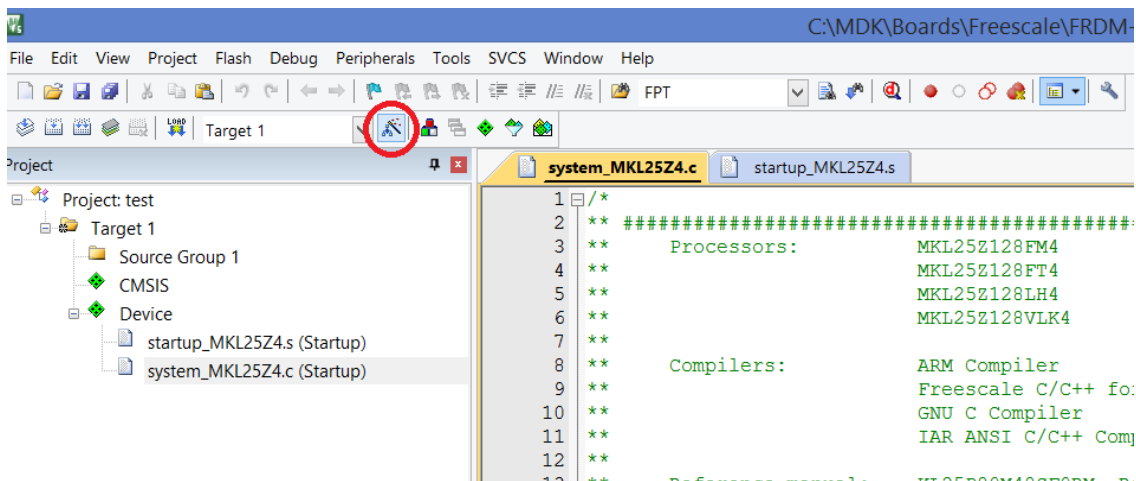 C:\MDK\Boards\Freescale\FRDM-
File Edit View Project Flash Debug Peripherals Tools SVCS Window Help
FPT
LOAD Target 1
Project
system_MKL25Z4.c startup_MKL25Z4.s
Project: test
Target 1
Source Group 1
CMSIS
Device
startup_MKL25Z4.s (Startup)
system_MKL25Z4.c (Startup)
1 /*
2 ** ###########################################
3 ** Processors: MKL25Z128FM4
4 ** MKL25Z128FT4
5 ** MKL25Z128LH4
6 ** MKL25Z128VLK4
7 **
8 ** Compilers: ARM Compiler
9 ** Freescale C/C++ for
10 ** GNU C Compiler
11 ** IAR ANSI C/C++ Comp
12 **